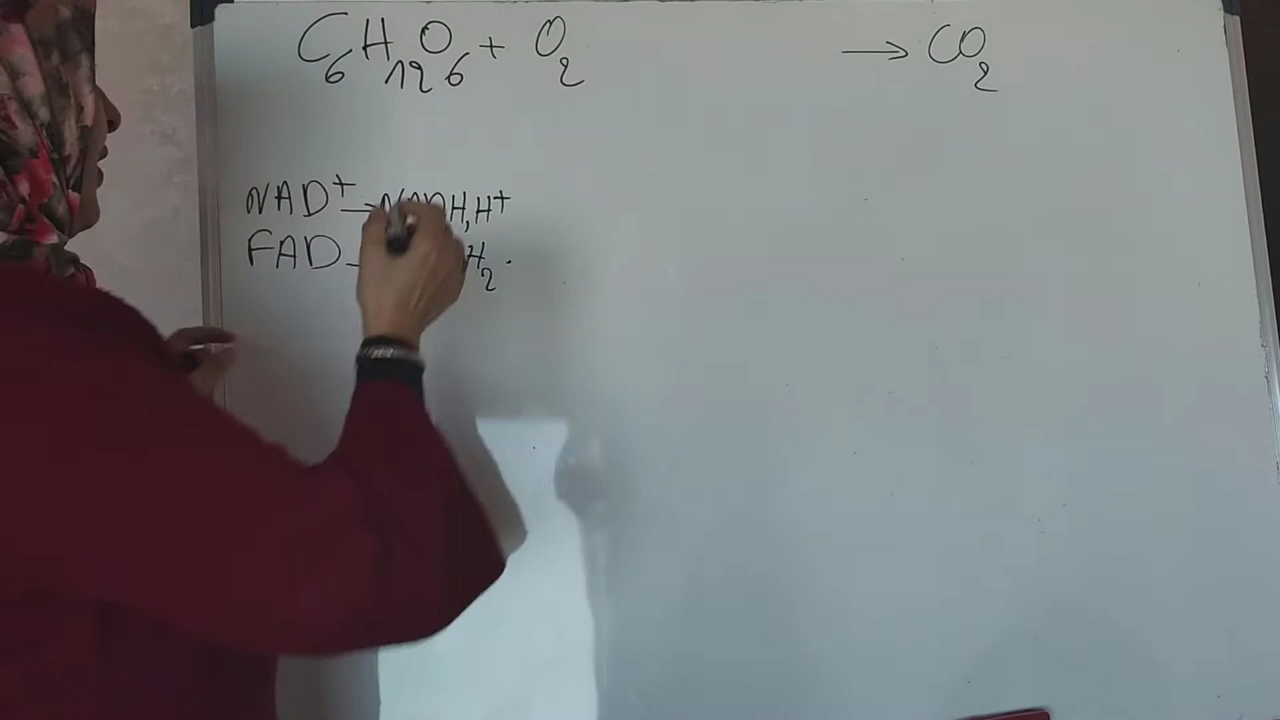 C6H12O6 + O2 → CO2
NAD+ → NADH,H+
FAD H2.